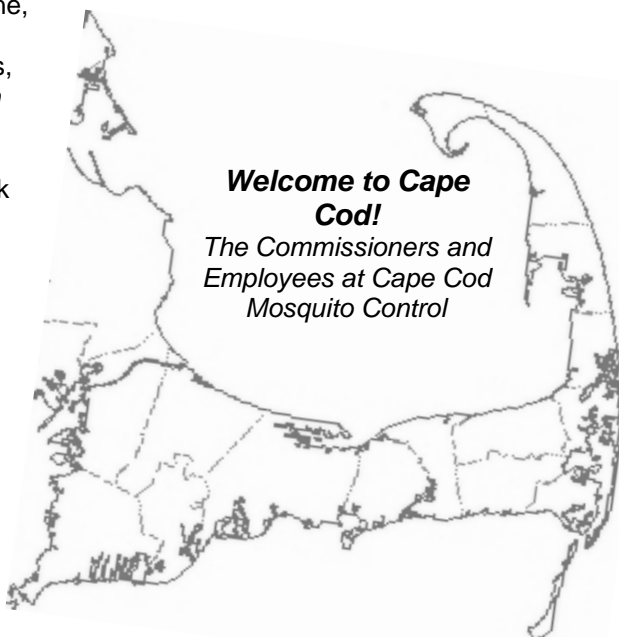 Welcome to Cape
Cod!
The Commissioners and
Employees at Cape Cod
Mosquito Control